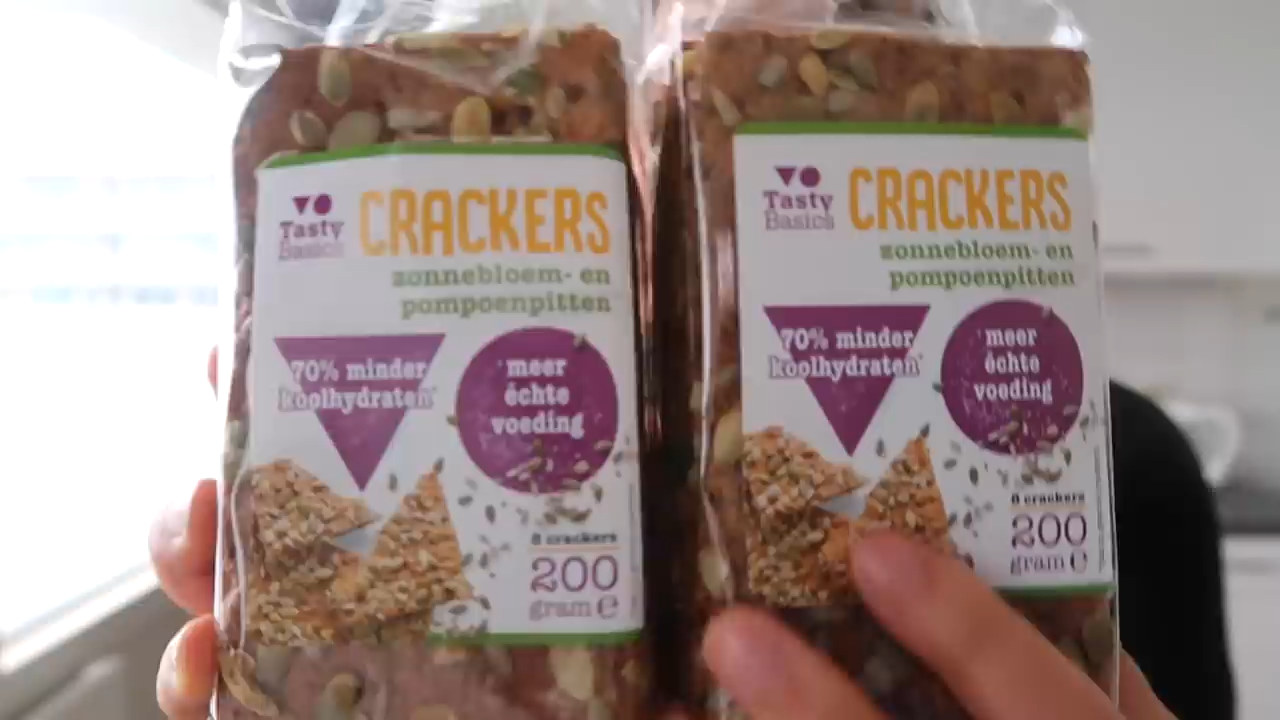 Tasty
Basics
CRACKERS
zonnebloem- en
pompoenpitten
70% minder
koolhydraten*
meer
échte
voeding
8 crackers
200
gram e
Tasty
Basics
CRACKERS
zonnebloem- en
pompoenpitten
70% minder
koolhydraten*
meer
échte
voeding
8 crackers
200
gram e